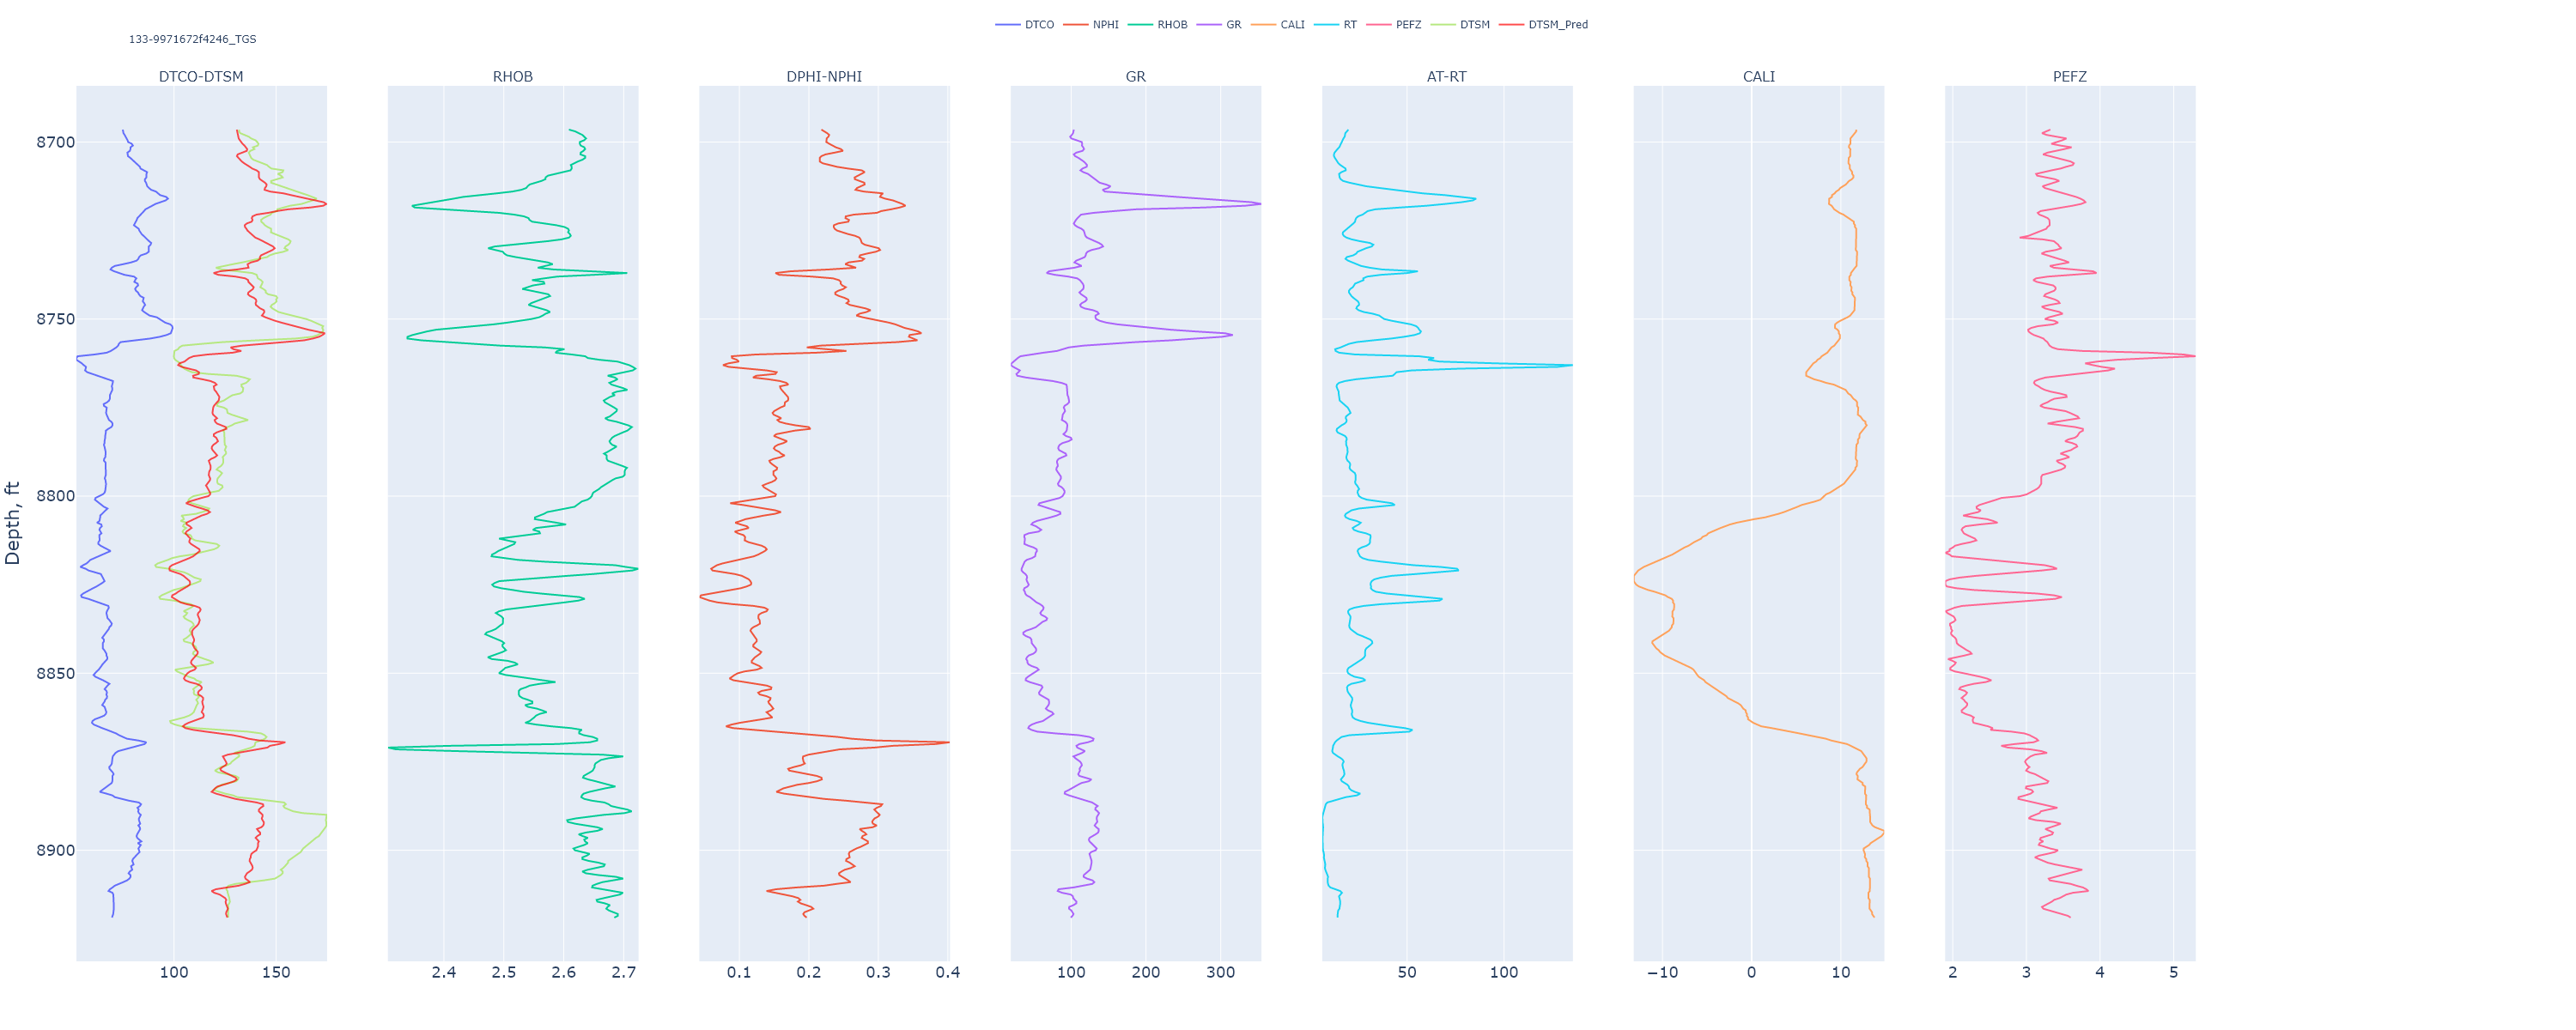 DTCO NPHI RHOB GR CALI RT PEFZ DTSM DTSM_Pred
133-9971672f4246_TGS
DTCO-DTSM RHOB DPHI-NPHI GR AT-RT CALI PEFZ
Depth, ft
8700
8750
8800
8850
8900
100 150 2.4 2.5 2.6 2.7 0.1 0.2 0.3 0.4 100 200 300 50 100 −10 0 10 2 3 4 5